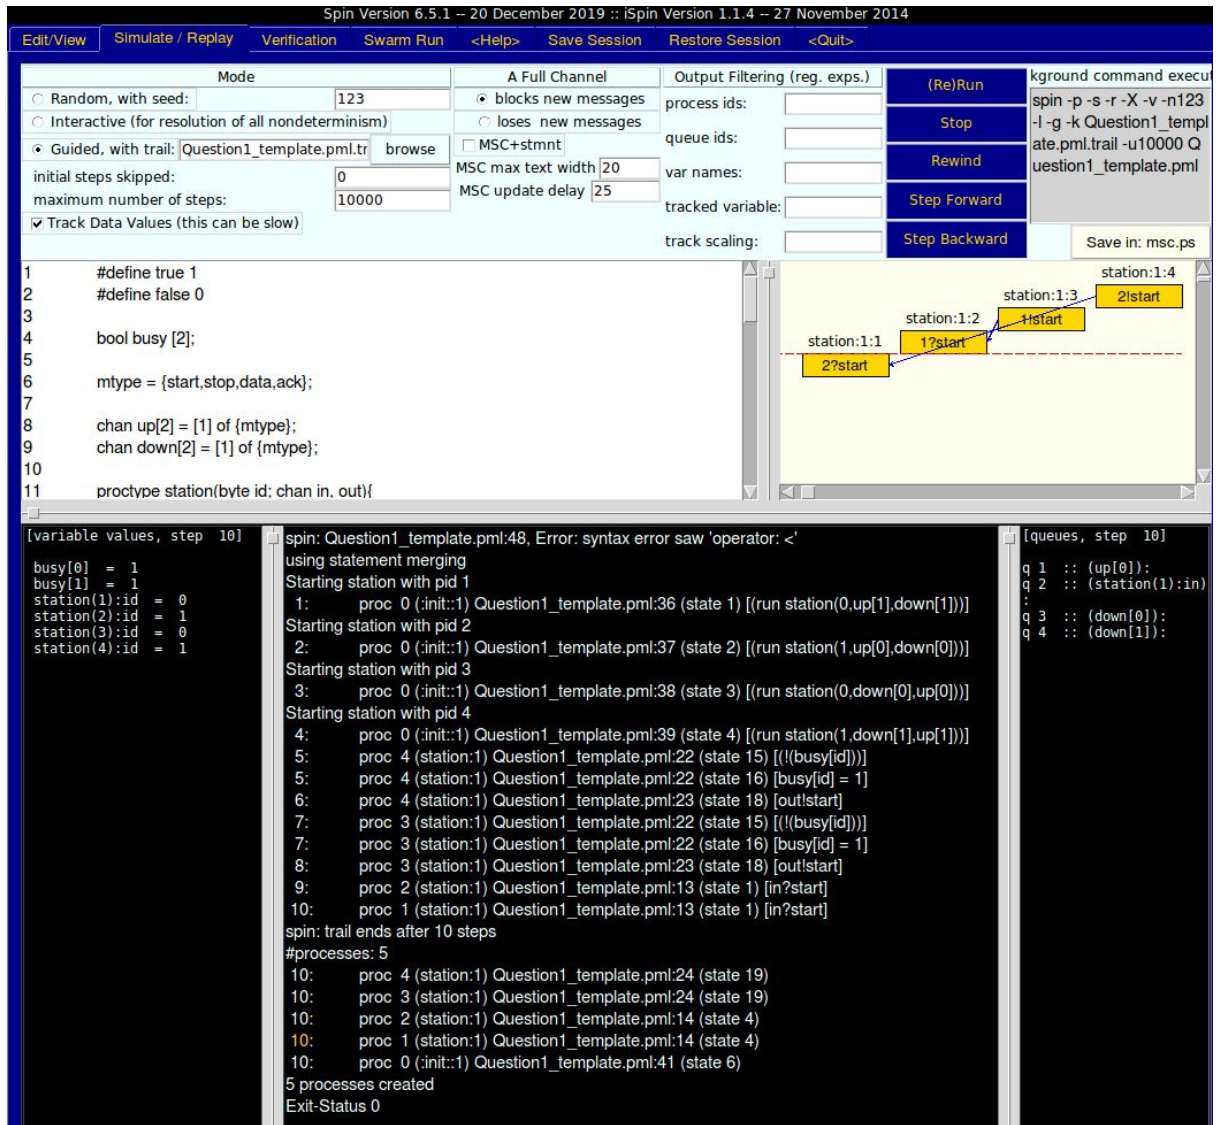 Spin Version 6.5.1 -- 20 December 2019 :: iSpin Version 1.1.4 -- 27 November 2014
Edit/View Simulate / Replay Verification Swarm Run <Help> Save Session Restore Session <Quit>
Mode
Random, with seed: 123
Interactive (for resolution of all nondeterminism)
Guided, with trail: Question1_template.pml.tr browse
initial steps skipped: 0
maximum number of steps: 10000
Track Data Values (this can be slow)
A Full Channel
blocks new messages
loses new messages
MSC+stmnt
MSC max text width 20
MSC update delay 25
Output Filtering (reg. exps.)
process ids:
queue ids:
var names:
tracked variable:
track scaling:
(Re)Run
Stop
Rewind
Step Forward
Step Backward
kground command execut
spin -p -s -r -X -v -n123
-l -g -k Question1_templ
ate.pml.trail -u10000 Q
uestion1_template.pml
Save in: msc.ps
1 #define true 1
2 #define false 0
3
4 bool busy [2];
5
6 mtype = {start,stop,data,ack};
7
8 chan up[2] = [1] of {mtype};
9 chan down[2] = [1] of {mtype};
10
11 proctype station(byte id; chan in, out){
station:1:4
2!start
station:1:3
1!start
station:1:2
1?start
station:1:1
2?start
[variable values, step 10]
busy[0] = 1
busy[1] = 1
station(1):id = 0
station(2):id = 1
station(3):id = 0
station(4):id = 1
spin: Question1_template.pml:48, Error: syntax error saw 'operator: <'
using statement merging
Starting station with pid 1
1: proc 0 (:init::1) Question1_template.pml:36 (state 1) [(run station(0,up[1],down[1]))]
Starting station with pid 2
2: proc 0 (:init::1) Question1_template.pml:37 (state 2) [(run station(1,up[0],down[0]))]
Starting station with pid 3
3: proc 0 (:init::1) Question1_template.pml:38 (state 3) [(run station(0,down[0],up[0]))]
Starting station with pid 4
4: proc 0 (:init::1) Question1_template.pml:39 (state 4) [(run station(1,down[1],up[1]))]
5: proc 4 (station:1) Question1_template.pml:22 (state 15) [(!(busy[id]))]
5: proc 4 (station:1) Question1_template.pml:22 (state 16) [busy[id] = 1]
6: proc 4 (station:1) Question1_template.pml:23 (state 18) [out!start]
7: proc 3 (station:1) Question1_template.pml:22 (state 15) [(!(busy[id]))]
7: proc 3 (station:1) Question1_template.pml:22 (state 16) [busy[id] = 1]
8: proc 3 (station:1) Question1_template.pml:23 (state 18) [out!start]
9: proc 2 (station:1) Question1_template.pml:13 (state 1) [in?start]
10: proc 1 (station:1) Question1_template.pml:13 (state 1) [in?start]
spin: trail ends after 10 steps
#processes: 5
10: proc 4 (station:1) Question1_template.pml:24 (state 19)
10: proc 3 (station:1) Question1_template.pml:24 (state 19)
10: proc 2 (station:1) Question1_template.pml:14 (state 4)
10: proc 1 (station:1) Question1_template.pml:14 (state 4)
10: proc 0 (:init::1) Question1_template.pml:41 (state 6)
5 processes created
Exit-Status 0
[queues, step 10]
q 1 :: (up[0]):
q 2 :: (station(1):in)
:
q 3 :: (down[0]):
q 4 :: (down[1]):